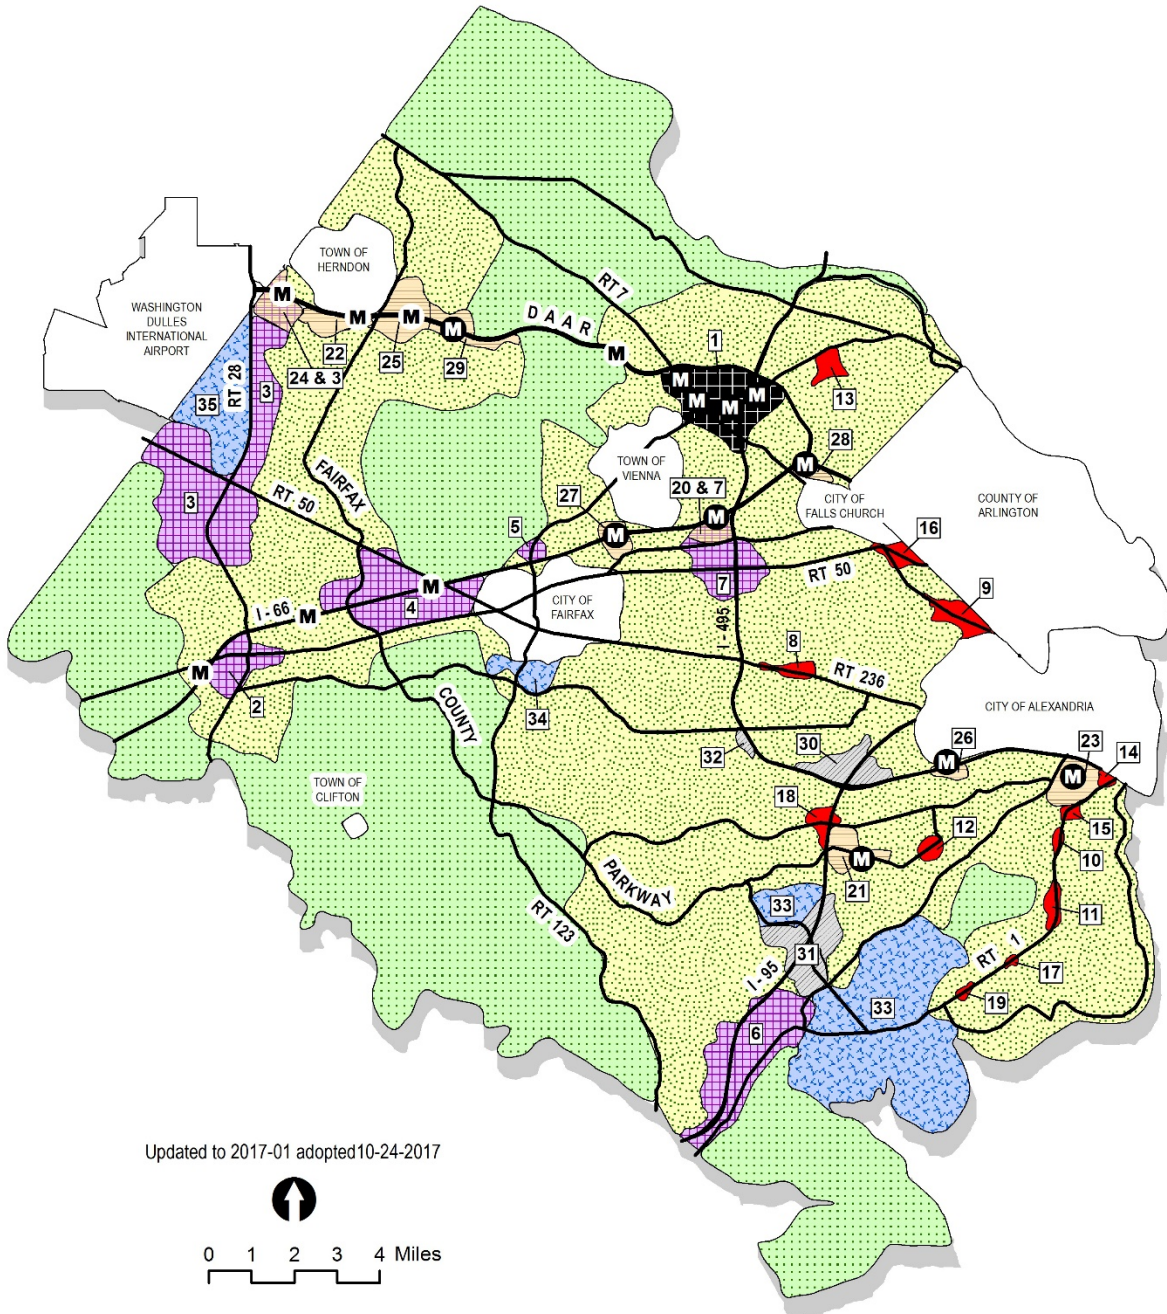 TOWN OF
HERNDON
WASHINGTON
DULLES
INTERNATIONAL
AIRPORT
RT 7
DAAR
M
M
M
M
M
1
22
25
29
24 & 3
3
35
RT 28
13
M
M
M
M
28
M
TOWN OF
VIENNA
20 & 7
27
M
M
CITY OF
FALLS CHURCH
COUNTY OF
ARLINGTON
3
RT 50
FAIRFAX
5
16
RT 50
7
9
M
4
CITY OF
FAIRFAX
I - 66
M
I - 495
8
RT 236
M
2
34
COUNTY
CITY OF ALEXANDRIA
32
30
26
M
23
M
14
TOWN OF
CLIFTON
18
12
15
10
M
21
PARKWAY
33
11
RT 123
31
RT 1
17
I - 95
19
33
6
Updated to 2017-01 adopted10-24-2017
0 1 2 3 4 Miles